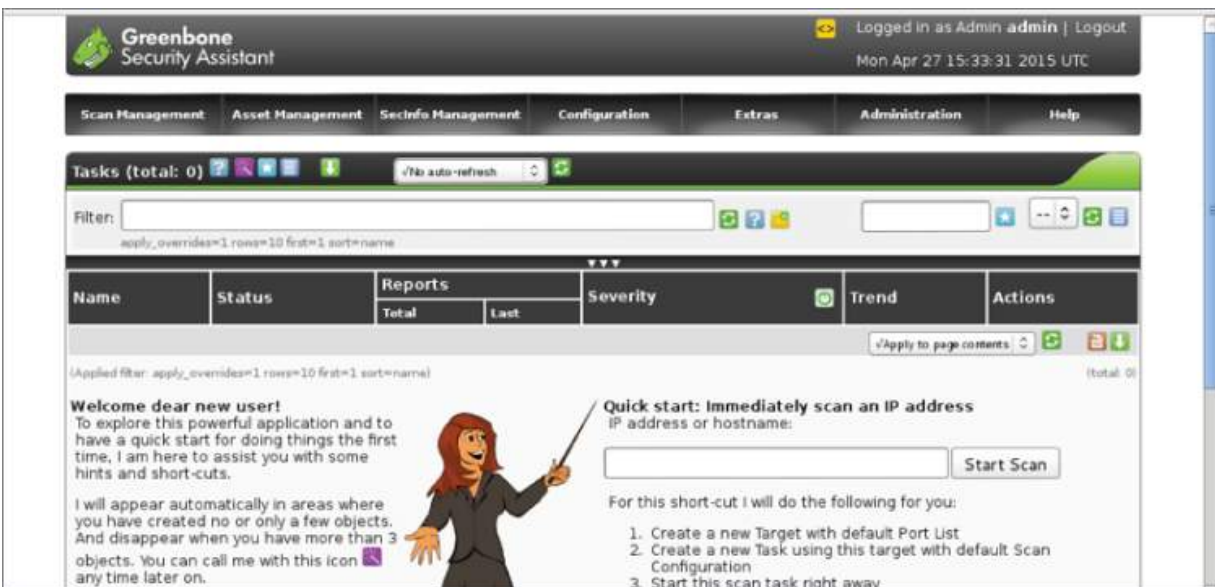 Greenbone
Security Assistant
Logged in as Admin admin | Logout
Mon Apr 27 15:33:31 2015 UTC
Scan Management Asset Management SecInfo Management Configuration Extras Administration Help
Tasks (total: 0) √No auto-refresh
Filter:
--
apply_overrides=1 rows=10 first=1 sort=name
Name Status Reports Severity Trend Actions
Total Last
√Apply to page contents
(Applied filter: apply_overrides=1 rows=10 first=1 sort=name) (total: 0)
Welcome dear new user!
To explore this powerful application and to
have a quick start for doing things the first
time, I am here to assist you with some
hints and short-cuts.
I will appear automatically in areas where
you have created no or only a few objects.
And disappear when you have more than 3
objects. You can call me with this icon
any time later on.
Quick start: Immediately scan an IP address
IP address or hostname:
Start Scan
For this short-cut I will do the following for you:
1. Create a new Target with default Port List
2. Create a new Task using this target with default Scan
Configuration
3. Start this scan task right away